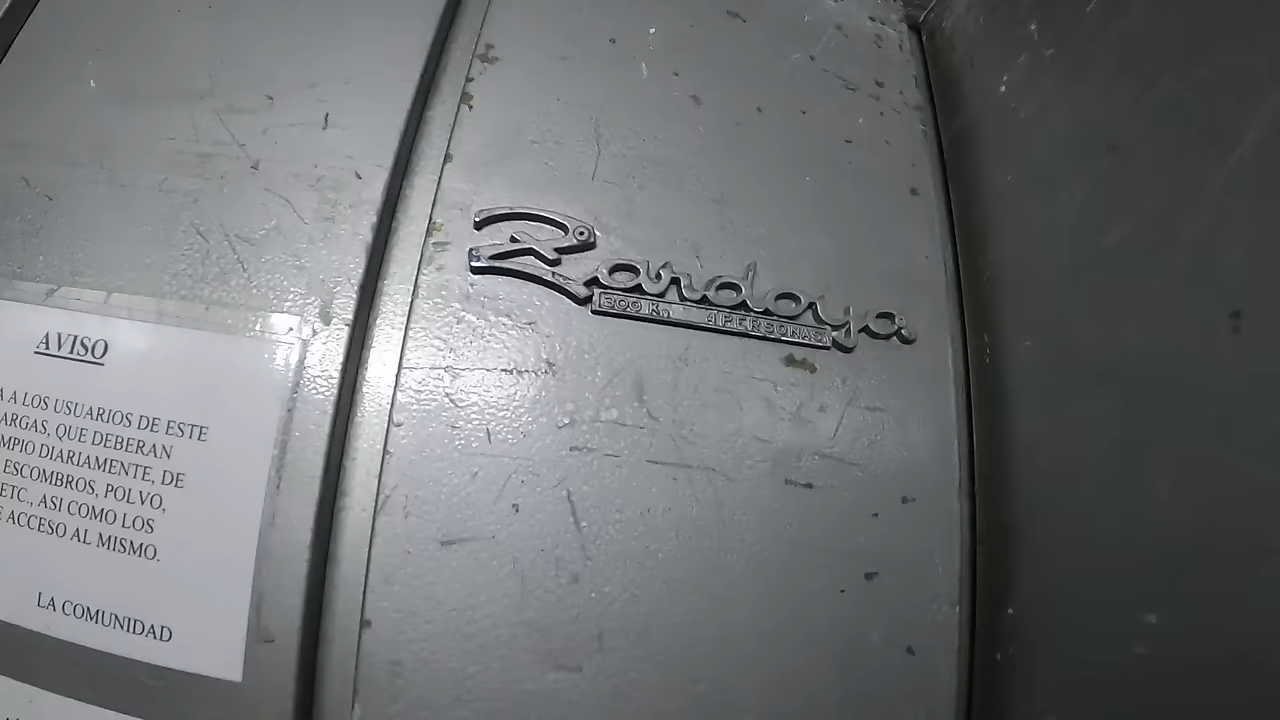 Zardoya
300 Kg 4 PERSONAS
AVISO
A LOS USUARIOS DE ESTE
ARGAS, QUE DEBERAN
MPIO DIARIAMENTE, DE
ESCOMBROS, POLVO,
ETC., ASI COMO LOS
ACCESO AL MISMO.
LA COMUNIDAD